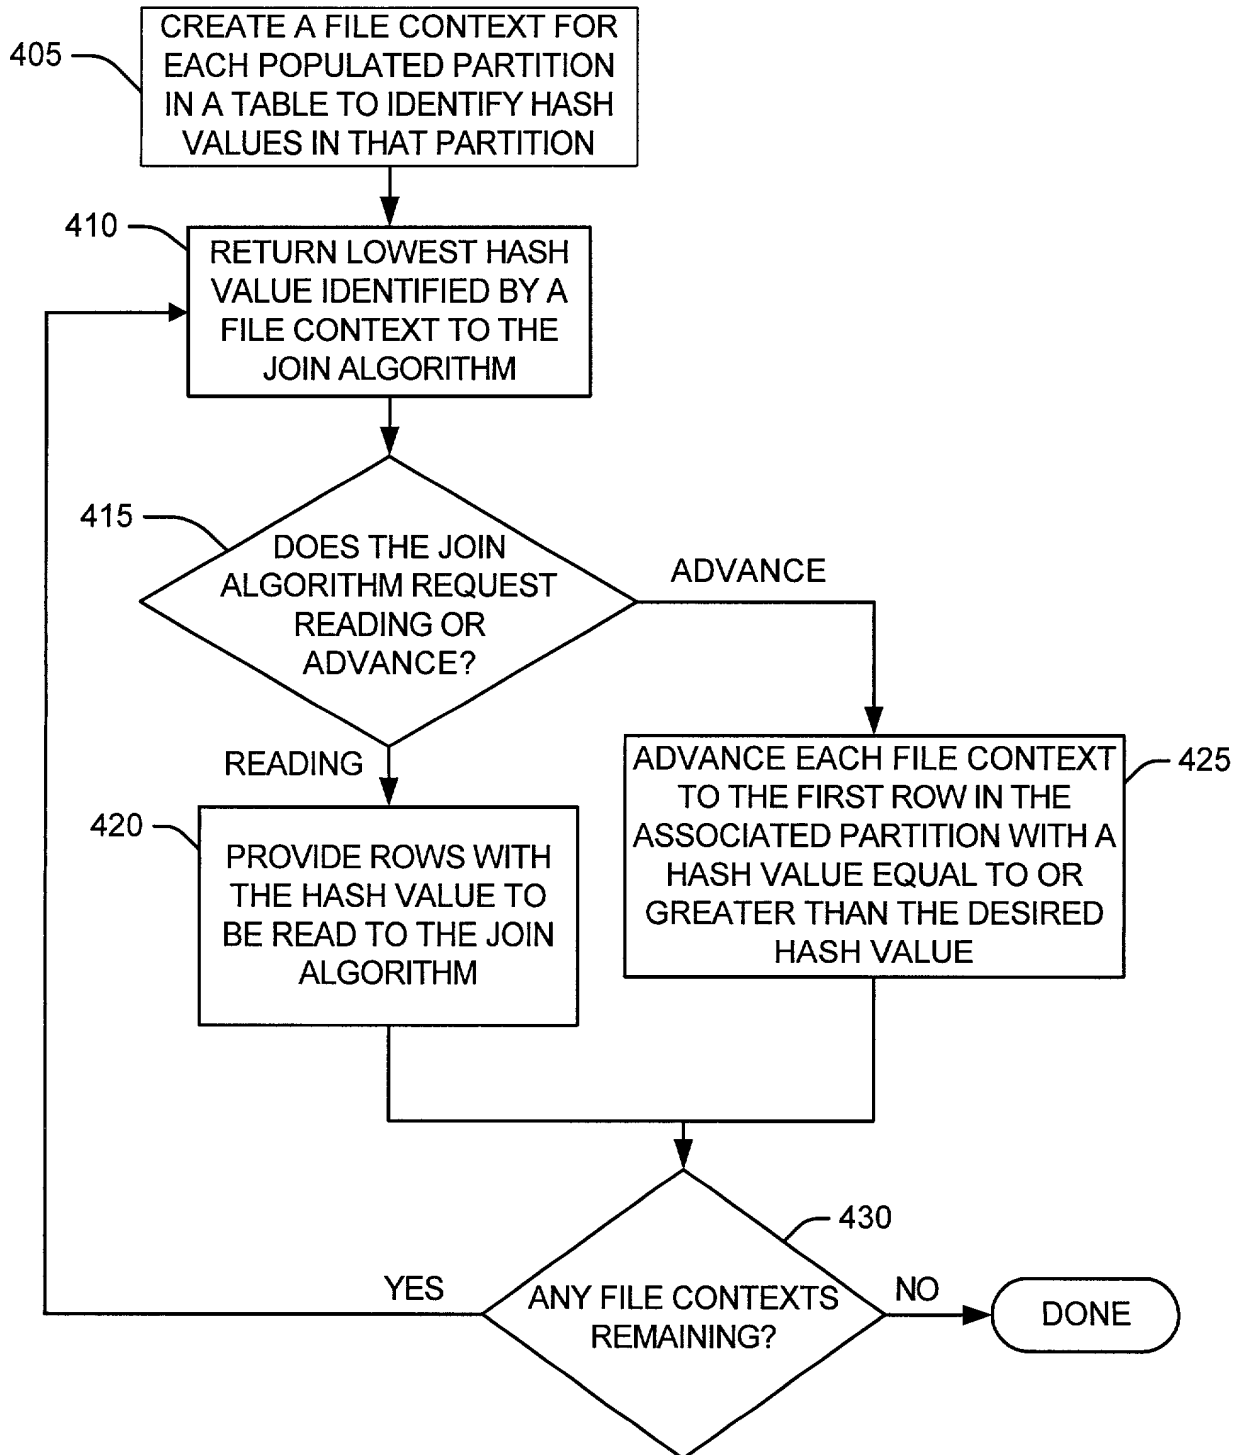 405
CREATE A FILE CONTEXT FOR
EACH POPULATED PARTITION
IN A TABLE TO IDENTIFY HASH
VALUES IN THAT PARTITION
410
RETURN LOWEST HASH
VALUE IDENTIFIED BY A
FILE CONTEXT TO THE
JOIN ALGORITHM
415
DOES THE JOIN
ALGORITHM REQUEST
READING OR
ADVANCE?
ADVANCE
READING
420
PROVIDE ROWS WITH
THE HASH VALUE TO
BE READ TO THE JOIN
ALGORITHM
ADVANCE EACH FILE CONTEXT
TO THE FIRST ROW IN THE
ASSOCIATED PARTITION WITH A
HASH VALUE EQUAL TO OR
GREATER THAN THE DESIRED
HASH VALUE
425
430
YES
ANY FILE CONTEXTS
REMAINING?
NO
DONE